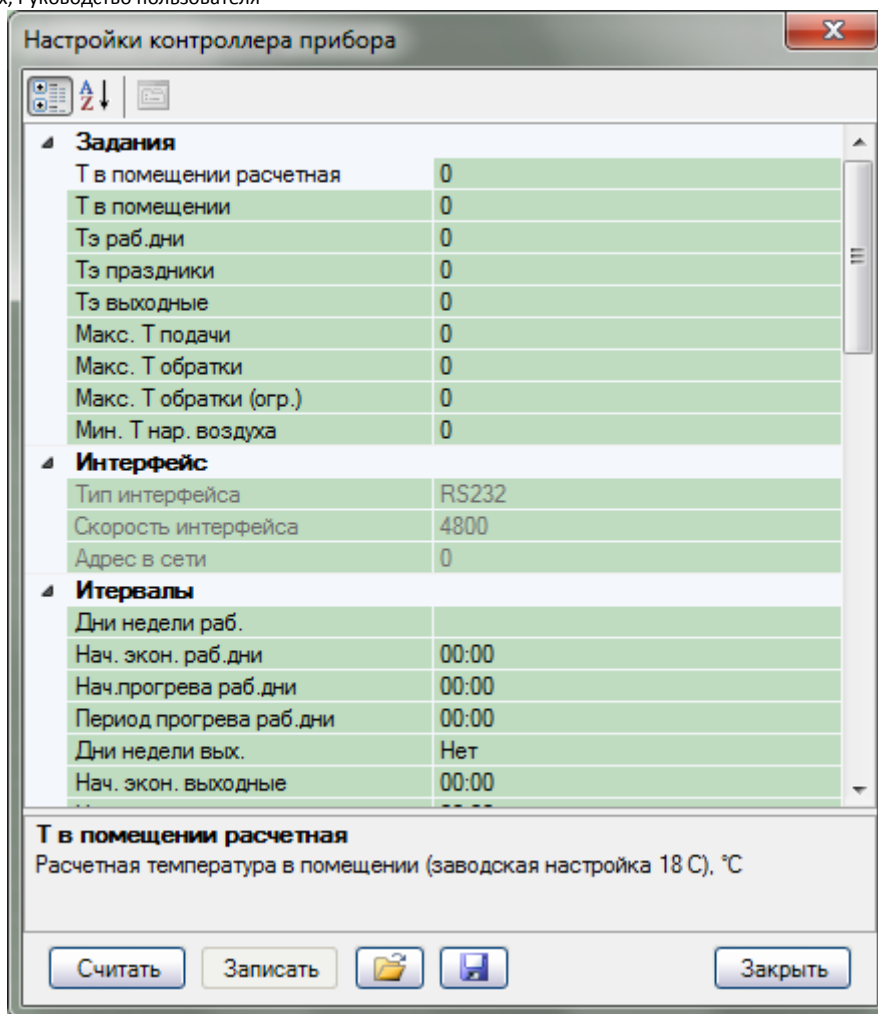 х, Руководство пользователя
Настройки контроллера прибора
Задания
Т в помещении расчетная 0
Т в помещении 0
Тэ раб.дни 0
Тэ праздники 0
Тэ выходные 0
Макс. Т подачи 0
Макс. Т обратки 0
Макс. Т обратки (огр.) 0
Мин. Т нар. воздуха 0
Интерфейс
Тип интерфейса RS232
Скорость интерфейса 4800
Адрес в сети 0
Итервалы
Дни недели раб.
Нач. экон. раб.дни 00:00
Нач.прогрева раб.дни 00:00
Период прогрева раб.дни 00:00
Дни недели вых. Нет
Нач. экон. выходные 00:00
Т в помещении расчетная
Расчетная температура в помещении (заводская настройка 18 С), °С
Считать Записать Закрыть